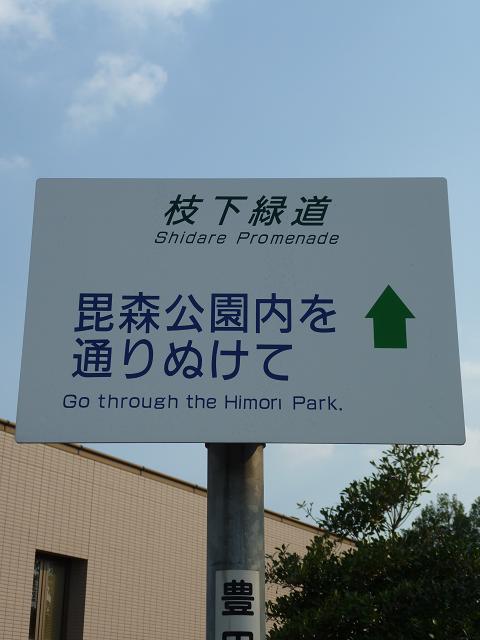 枝下緑道
Shidare Promenade
毘森公園内を
通りぬけて
Go through the Himori Park.
豊
田